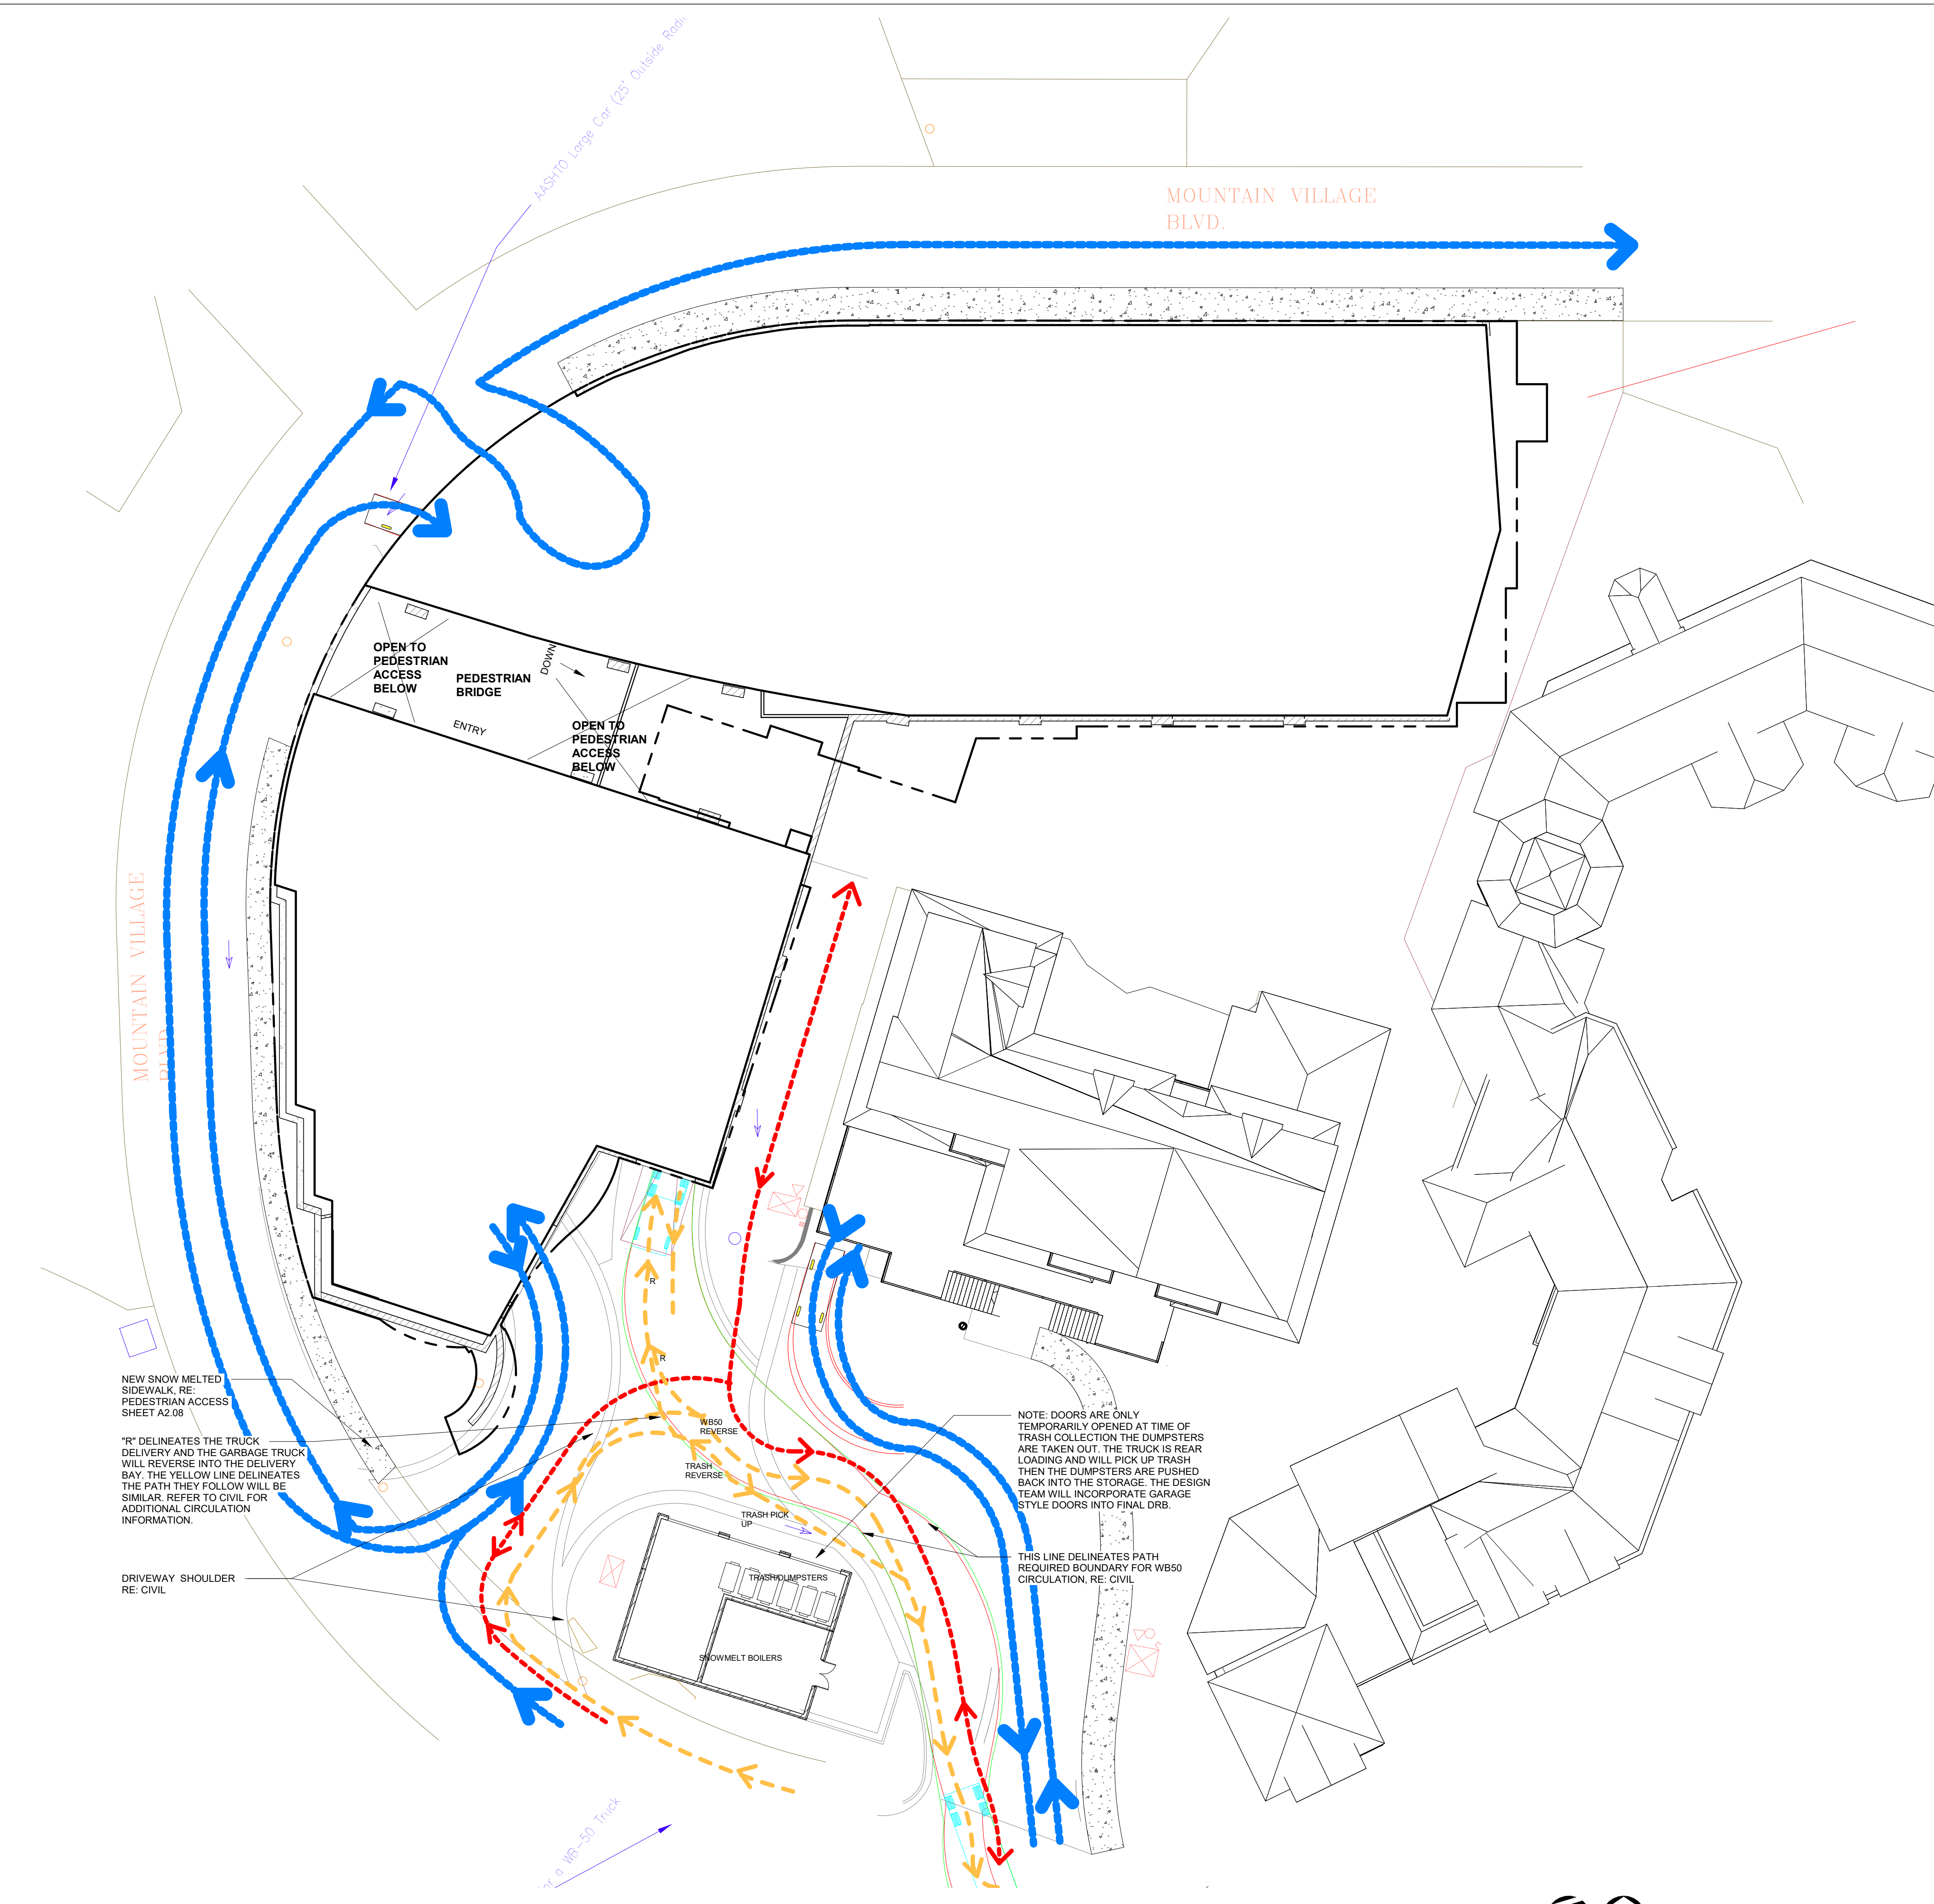 AASHTO Large Car (25' Outside
MOUNTAIN VILLAGE
BLVD.
OPEN TO
PEDESTRIAN
ACCESS
BELOW
PEDESTRIAN
BRIDGE
DOWN
ENTRY
OPEN TO
PEDESTRIAN
ACCESS
BELOW
MOUNTAIN VILLAGE
BLVD.
R
R
NEW SNOW MELTED
SIDEWALK, RE:
PEDESTRIAN ACCESS
SHEET A2.08
"R" DELINEATES THE TRUCK
DELIVERY AND THE GARBAGE TRUCK
WILL REVERSE INTO THE DELIVERY
BAY. THE YELLOW LINE DELINEATES
THE PATH THEY FOLLOW WILL BE
SIMILAR. REFER TO CIVIL FOR
ADDITIONAL CIRCULATION
INFORMATION.
DRIVEWAY SHOULDER
RE: CIVIL
WB50
REVERSE
TRASH
REVERSE
TRASH PICK
UP
TRASH/DUMPSTERS
SNOWMELT BOILERS
NOTE: DOORS ARE ONLY
TEMPORARILY OPENED AT TIME OF
TRASH COLLECTION THE DUMPSTERS
ARE TAKEN OUT. THE TRUCK IS REAR
LOADING AND WILL PICK UP TRASH
THEN THE DUMPSTERS ARE PUSHED
BACK INTO THE STORAGE. THE DESIGN
TEAM WILL INCORPORATE GARAGE
STYLE DOORS INTO FINAL DRB.
THIS LINE DELINEATES PATH
REQUIRED BOUNDARY FOR WB50
CIRCULATION, RE: CIVIL
for a WB-50 Truck